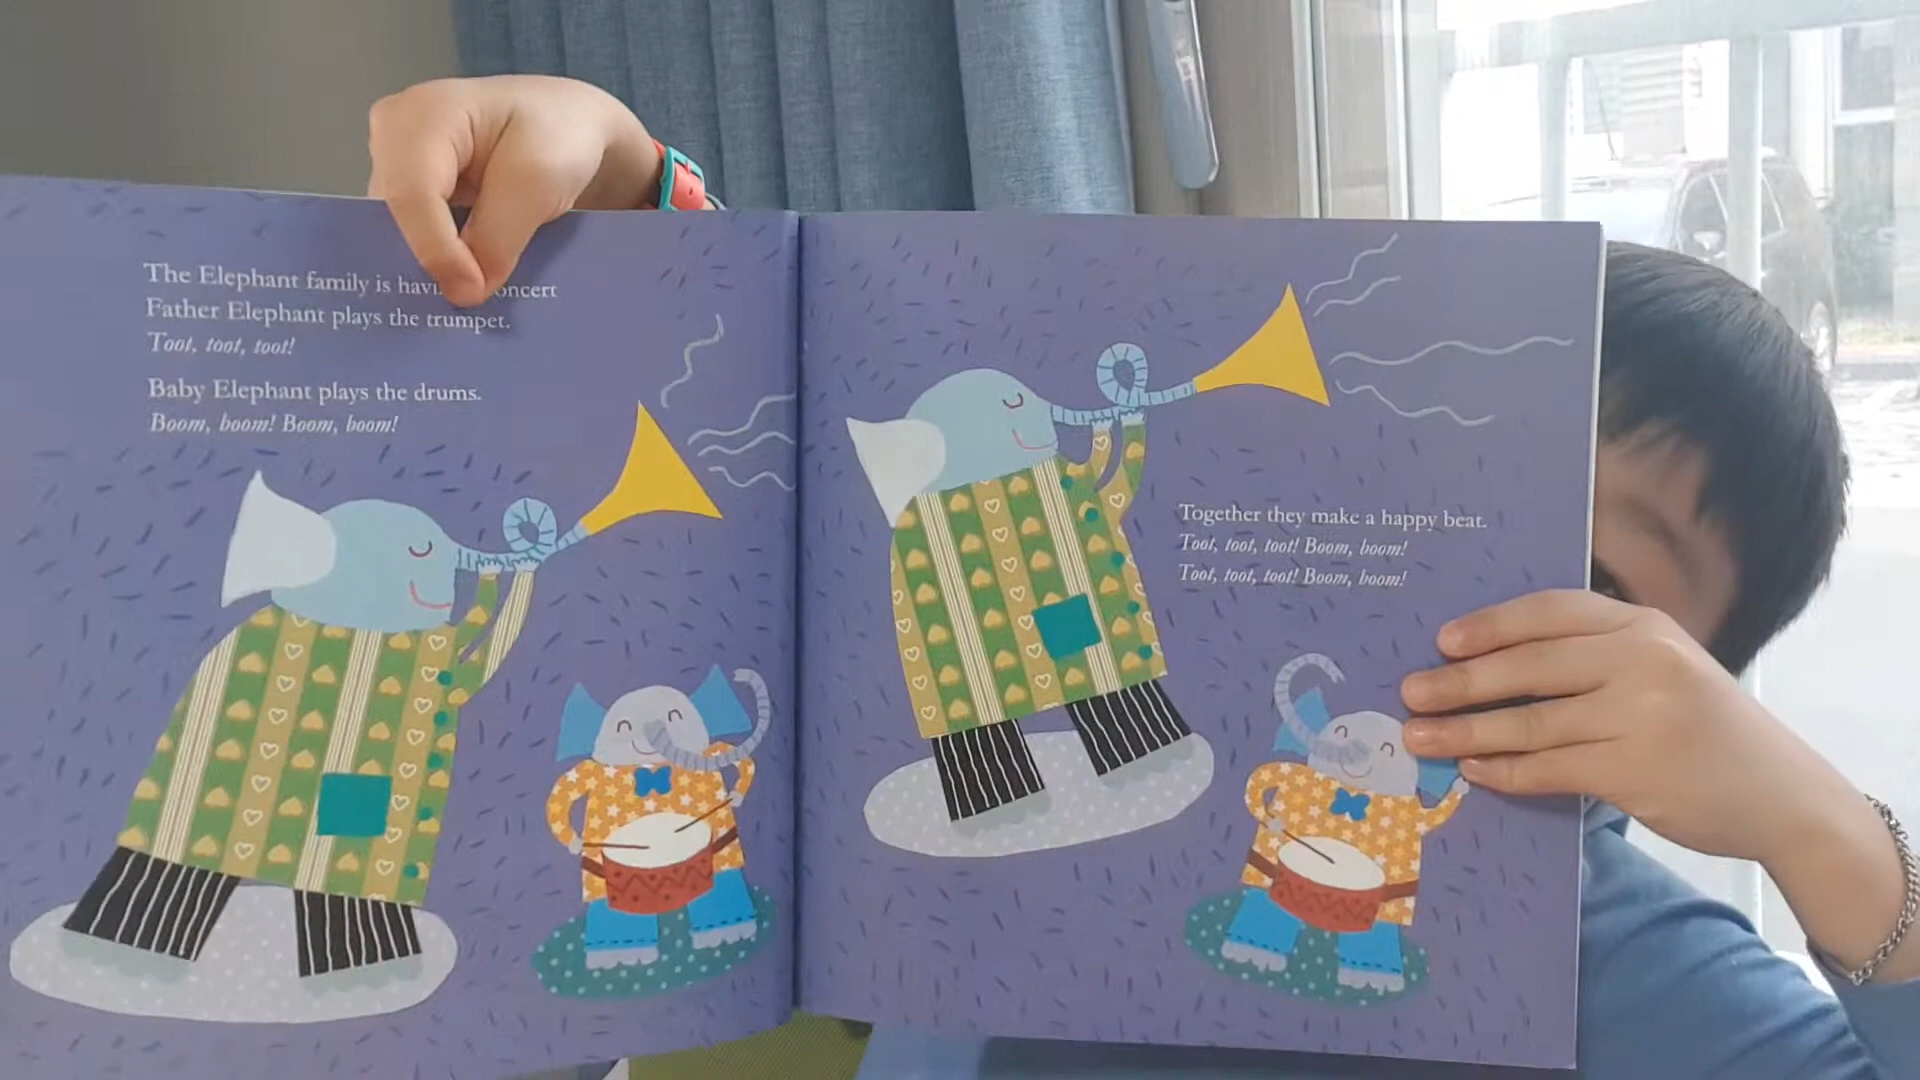 The Elephant family is havi oncert
Father Elephant plays the trumpet.
Toot, toot, toot!
Baby Elephant plays the drums.
Boom, boom! Boom, boom!
Together they make a happy beat.
Toot, toot, toot! Boom, boom!
Toot, toot, toot! Boom, boom!